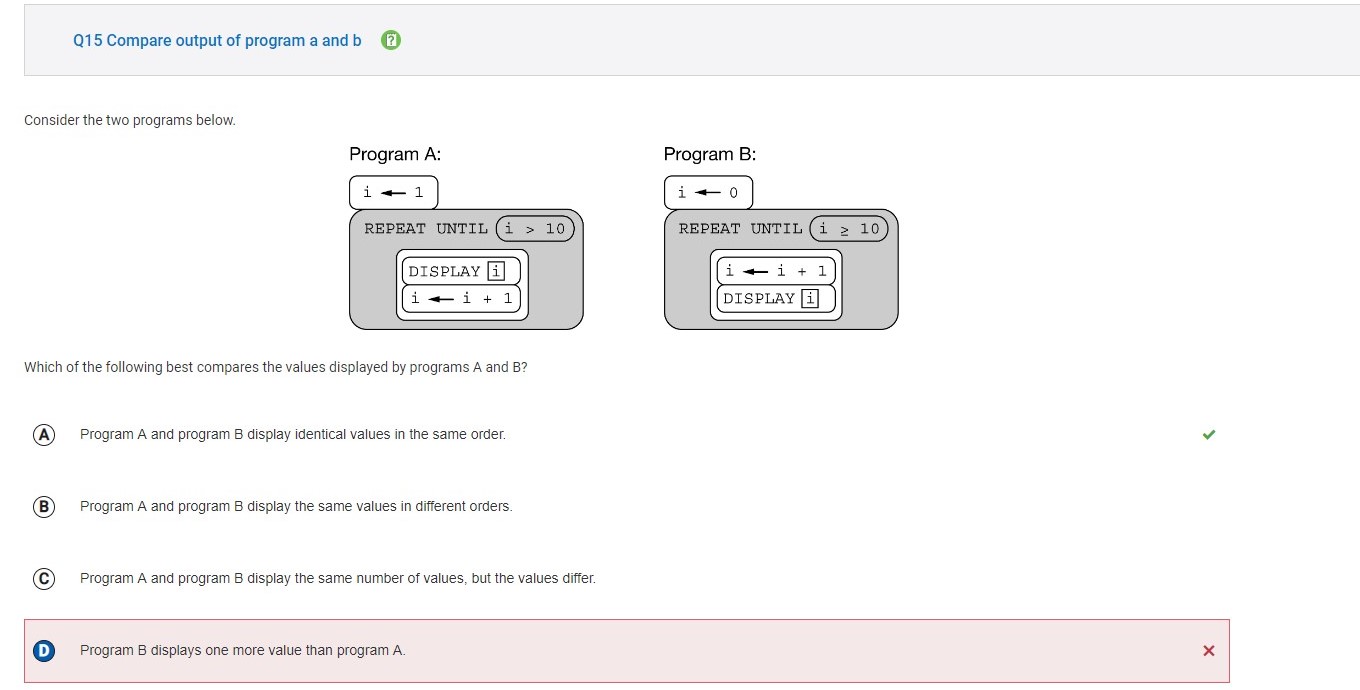 Q15 Compare output of program a and b ?
Consider the two programs below.
Program A:
i ← 1
REPEAT UNTIL i > 10
DISPLAY i
i ← i + 1
Program B:
i ← 0
REPEAT UNTIL i ≥ 10
i ← i + 1
DISPLAY i
Which of the following best compares the values displayed by programs A and B?
A Program A and program B display identical values in the same order.
B Program A and program B display the same values in different orders.
C Program A and program B display the same number of values, but the values differ.
D Program B displays one more value than program A.